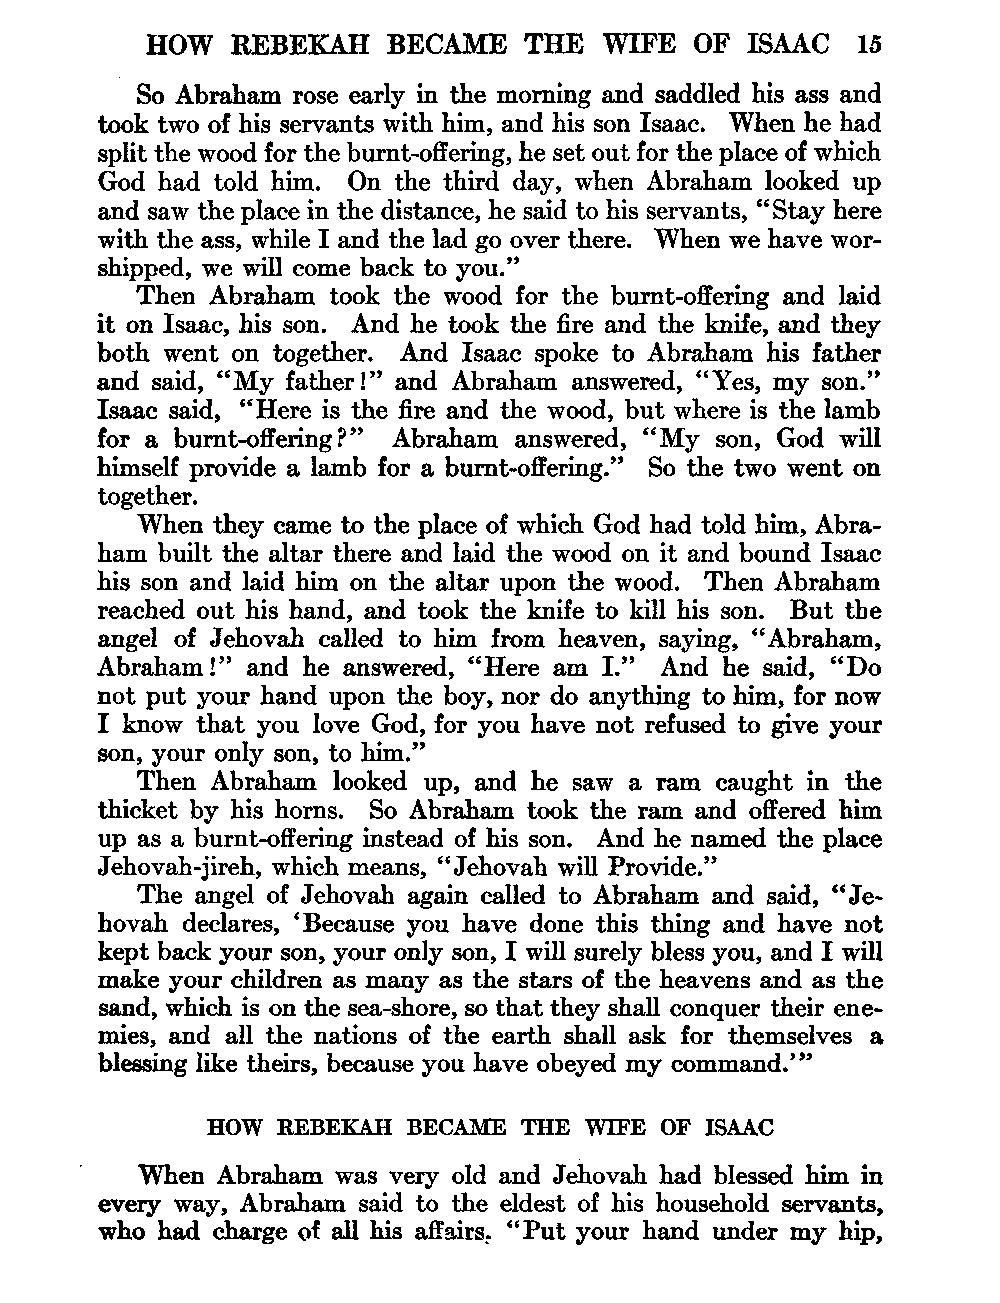 HOW REBEKAH BECAME THE WIFE OF ISAAC 15
So Abraham rose early in the morning and saddled his ass and
took two of his servants with him, and his son Isaac. When he had
split the wood for the burnt-offering, he set out for the place of which
God had told him. On the third day, when Abraham looked up
and saw the place in the distance, he said to his servants, “Stay here
with the ass, while I and the lad go over there. When we have wor-
shipped, we will come back to you.”
Then Abraham took the wood for the burnt-offering and laid
it on Isaac, his son. And he took the fire and the knife, and they
both went on together. And Isaac spoke to Abraham his father
and said, “My father!” and Abraham answered, “Yes, my son.”
Isaac said, “Here is the fire and the wood, but where is the lamb
for a burnt-offering?” Abraham answered, “My son, God will
himself provide a lamb for a burnt-offering.” So the two went on
together.
When they came to the place of which God had told him, Abra-
ham built the altar there and laid the wood on it and bound Isaac
his son and laid him on the altar upon the wood. Then Abraham
reached out his hand, and took the knife to kill his son. But the
angel of Jehovah called to him from heaven, saying, “Abraham,
Abraham!” and he answered, “Here am I.” And he said, “Do
not put your hand upon the boy, nor do anything to him, for now
I know that you love God, for you have not refused to give your
son, your only son, to him.”
Then Abraham looked up, and he saw a ram caught in the
thicket by his horns. So Abraham took the ram and offered him
up as a burnt-offering instead of his son. And he named the place
Jehovah-jireh, which means, “Jehovah will Provide.”
The angel of Jehovah again called to Abraham and said, “Je-
hovah declares, ‘Because you have done this thing and have not
kept back your son, your only son, I will surely bless you, and I will
make your children as many as the stars of the heavens and as the
sand, which is on the sea-shore, so that they shall conquer their ene-
mies, and all the nations of the earth shall ask for themselves a
blessing like theirs, because you have obeyed my command.’”
HOW REBEKAH BECAME THE WIFE OF ISAAC
When Abraham was very old and Jehovah had blessed him in
every way, Abraham said to the eldest of his household servants,
who had charge of all his affairs. “Put your hand under my hip,